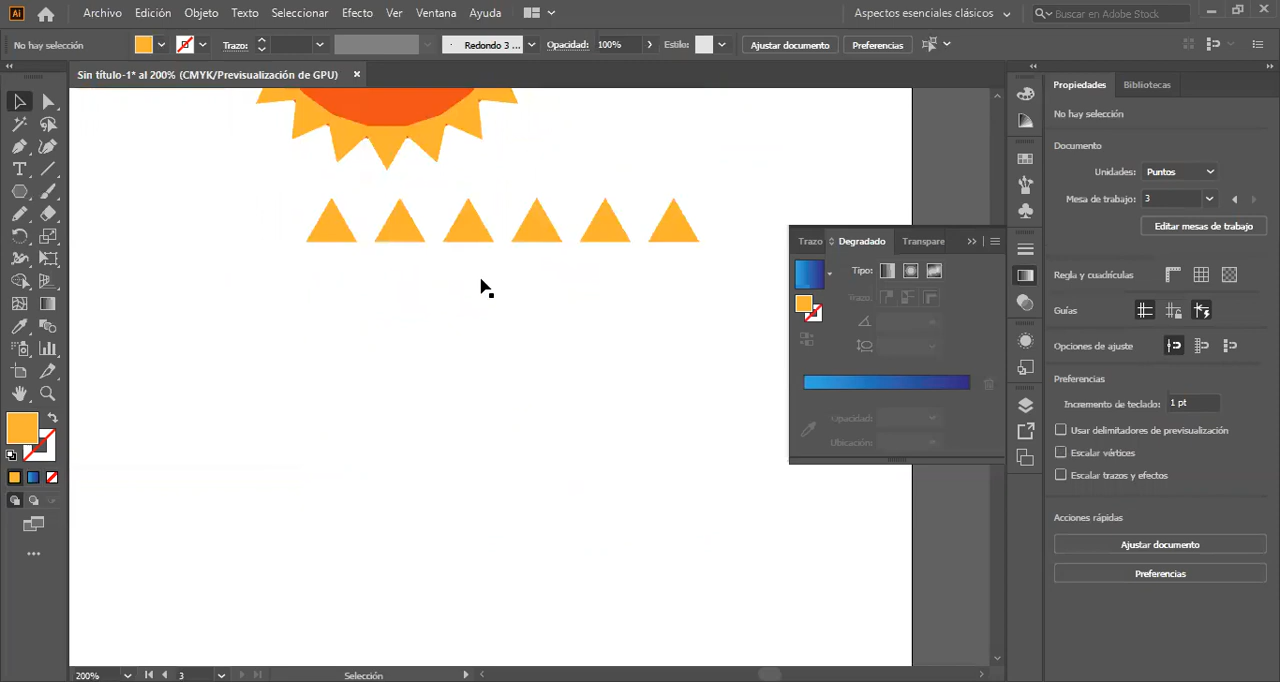 Ai Archivo Edición Objeto Texto Seleccionar Efecto Ver Ventana Ayuda Aspectos esenciales clásicos Buscar en Adobe Stock
No hay selección Trazo: Redondo 3 ... Opacidad: 100% Estilo: Ajustar documento Preferencias
Sin título-1* al 200% (CMYK/Previsualización de GPU) ×
Propiedades Bibliotecas
No hay selección
Documento
Unidades: Puntos
Mesa de trabajo: 3
Editar mesas de trabajo
Trazo Degradado Transpare
Tipo:
Trazo:
Opacidad:
Ubicación:
Regla y cuadrículas
Guías
Opciones de ajuste
Preferencias
Incremento de teclado: 1 pt
Usar delimitadores de previsualización
Escalar vértices
Escalar trazos y efectos
Acciones rápidas
Ajustar documento
Preferencias
200% 3 Selección